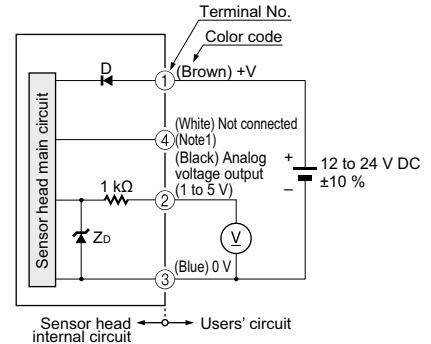 Terminal No.
Color code
D
1
(Brown) +V
Sensor head main circuit
4
(White) Not connected
(Note1)
(Black) Analog
voltage output
(1 to 5 V)
+
12 to 24 V DC
–
±10 %
1 kΩ
2
ZD
V
3
(Blue) 0 V
Sensor head
internal circuit
Users' circuit